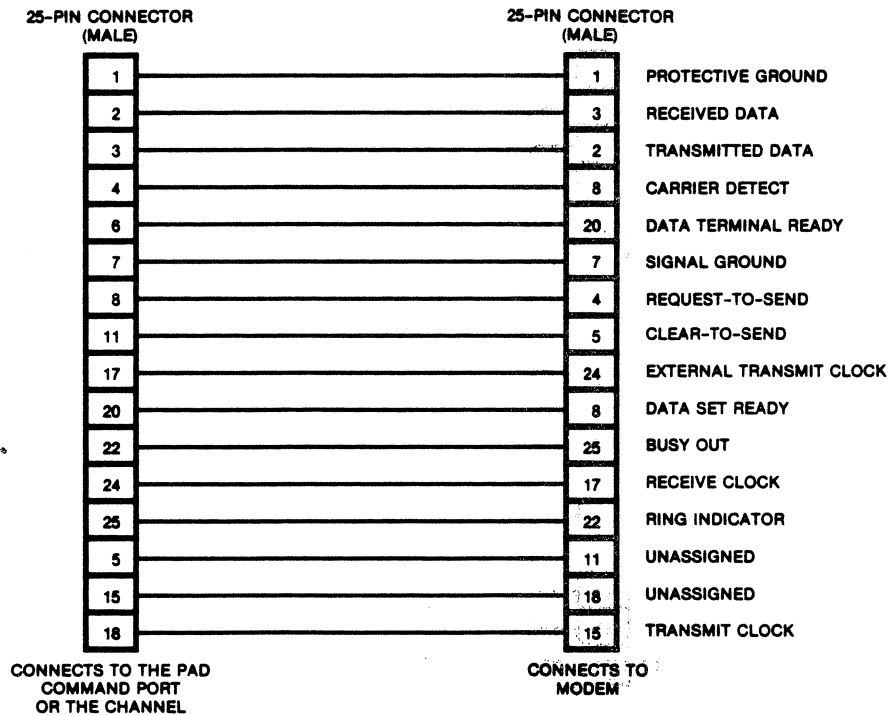 25-PIN CONNECTOR 25-PIN CONNECTOR
(MALE) (MALE)
1 1 PROTECTIVE GROUND
2 3 RECEIVED DATA
3 2 TRANSMITTED DATA
4 8 CARRIER DETECT
6 20 DATA TERMINAL READY
7 7 SIGNAL GROUND
8 4 REQUEST-TO-SEND
11 5 CLEAR-TO-SEND
17 24 EXTERNAL TRANSMIT CLOCK
20 8 DATA SET READY
22 25 BUSY OUT
24 17 RECEIVE CLOCK
25 22 RING INDICATOR
5 11 UNASSIGNED
15 18 UNASSIGNED
18 15 TRANSMIT CLOCK
CONNECTS TO THE PAD CONNECTS TO
COMMAND PORT MODEM
OR THE CHANNEL